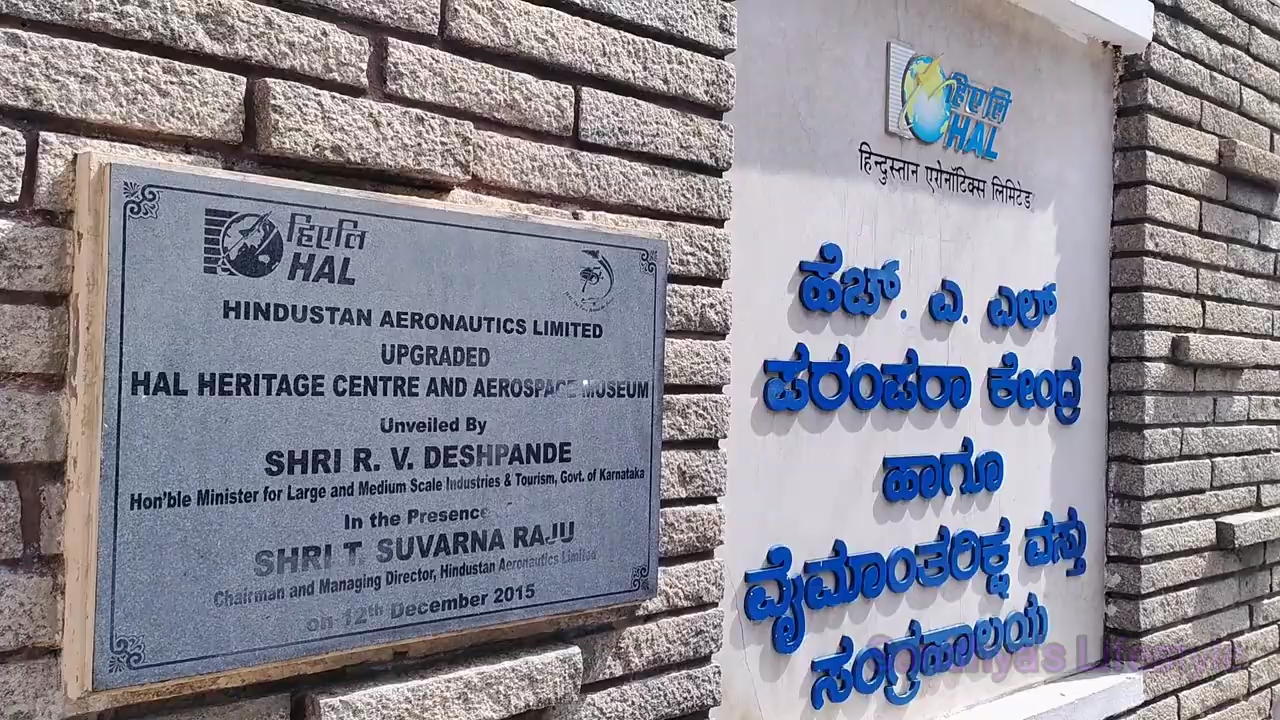 हिएलि
HAL
HINDUSTAN AERONAUTICS LIMITED
UPGRADED
HAL HERITAGE CENTRE AND AEROSPACE MUSEUM
Unveiled By
SHRI R. V. DESHPANDE
Hon'ble Minister for Large and Medium Scale Industries & Tourism, Govt. of Karnataka
In the Presence
SHRI T. SUVARNA RAJU
Chairman and Managing Director, Hindustan Aeronautics Limited
on 12th December 2015
हिएलि
HAL
हिन्दुस्तान एरोनॉटिक्स लिमिटेड
ಹೆಚ್. ಎ. ಎಲ್
ಪರಂಪರಾ ಕೇಂದ್ರ
ಹಾಗೂ
ವೈಮಾಂತರಿಕ್ಷ ವಸ್ತು
ಸಂಗ್ರಹಾಲಯ